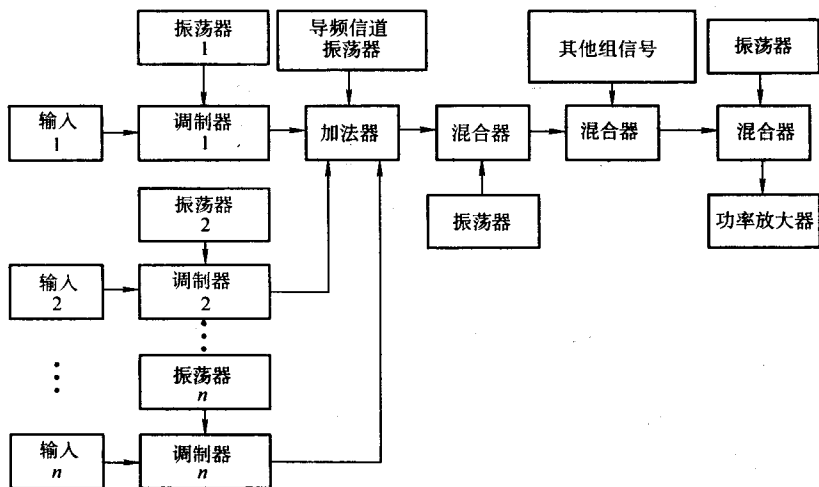 振荡器
1
导频信道
振荡器
其他组信号
振荡器
输入
1
调制器
1
加法器
混合器
混合器
混合器
振荡器
2
振荡器
功率放大器
输入
2
调制器
2
振荡器
n
输入
n
调制器
n